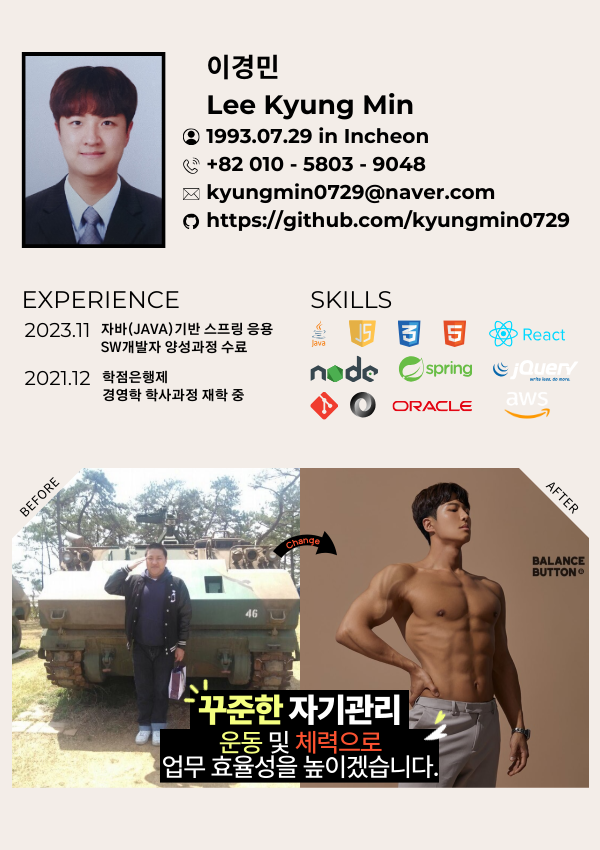 이경민
Lee Kyung Min
1993.07.29 in Incheon
+82 010 - 5803 - 9048
kyungmin0729@naver.com
https://github.com/kyungmin0729
EXPERIENCE
2023.11 자바(JAVA)기반 스프링 응용
SW개발자 양성과정 수료
2021.12 학점은행제
경영학 학사과정 재학 중
SKILLS
Java JS 3 5 React
node spring jQuery
write less, do more.
ORACLE aws
BEFORE
AFTER
Change
BALANCE
BUTTON
46
꾸준한 자기관리
운동 및 체력으로
업무 효율성을 높이겠습니다.